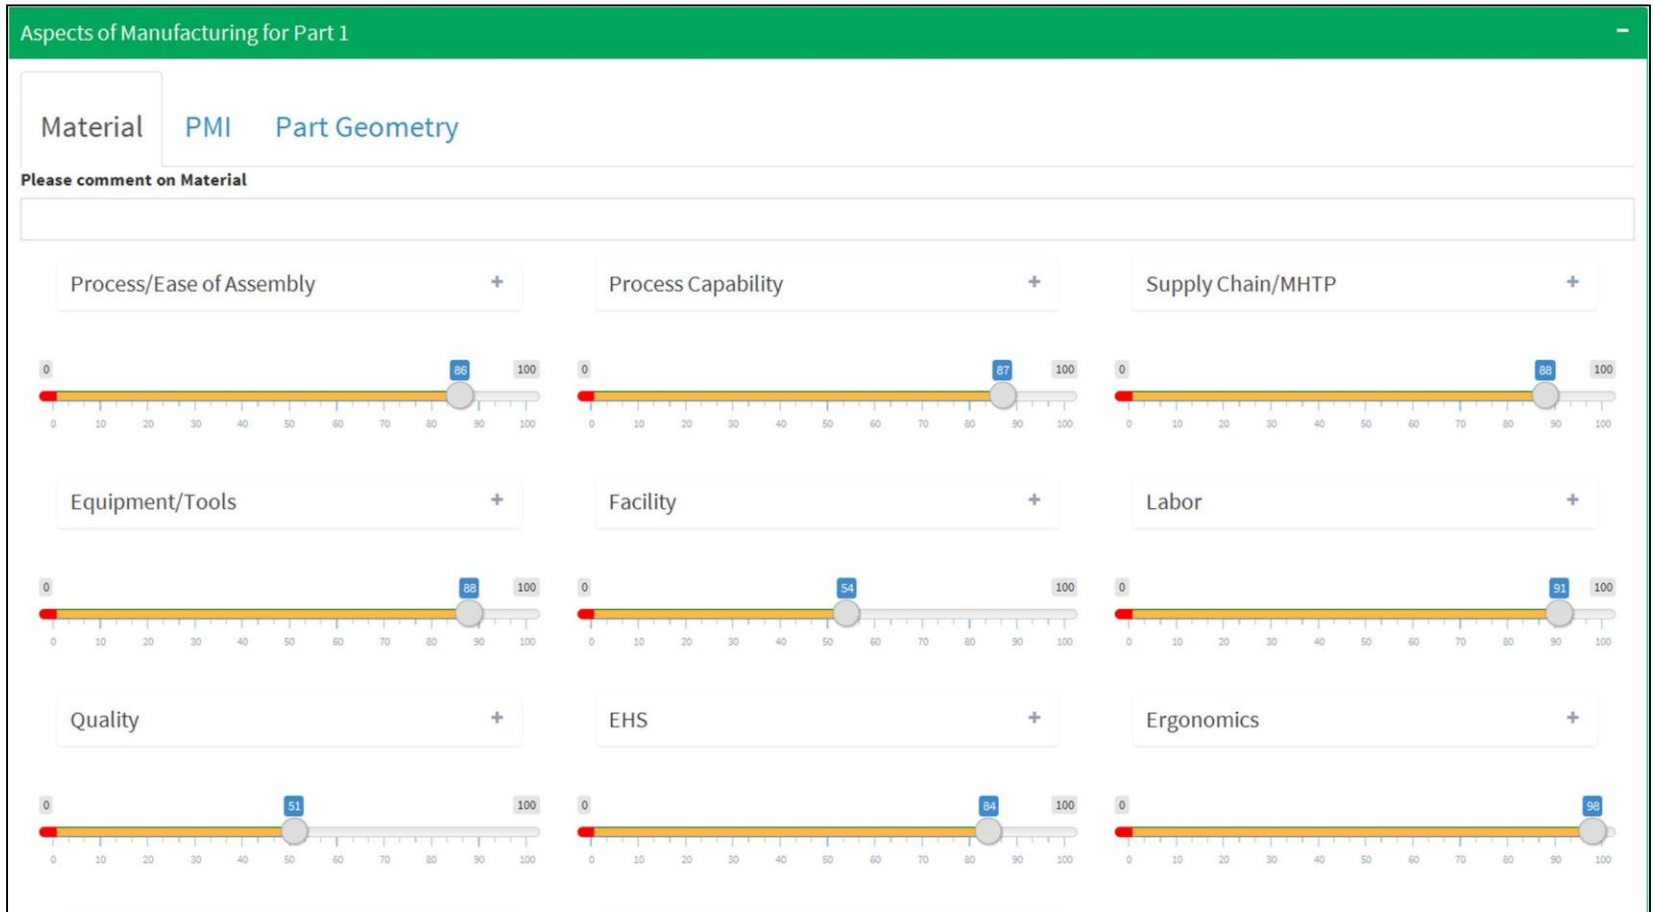 Aspects of Manufacturing for Part 1 −
Material PMI Part Geometry
Please comment on Material
Process/Ease of Assembly + Process Capability + Supply Chain/MHTP +
0 86 100 0 87 100 0 88 100
0 10 20 30 40 50 60 70 80 90 100 0 10 20 30 40 50 60 70 80 90 100 0 10 20 30 40 50 60 70 80 90 100
Equipment/Tools + Facility + Labor +
0 88 100 0 54 100 0 91 100
0 10 20 30 40 50 60 70 80 90 100 0 10 20 30 40 50 60 70 80 90 100 0 10 20 30 40 50 60 70 80 90 100
Quality + EHS + Ergonomics +
0 51 100 0 84 100 0 98
0 10 20 30 40 50 60 70 80 90 100 0 10 20 30 40 50 60 70 80 90 100 0 10 20 30 40 50 60 70 80 90 100